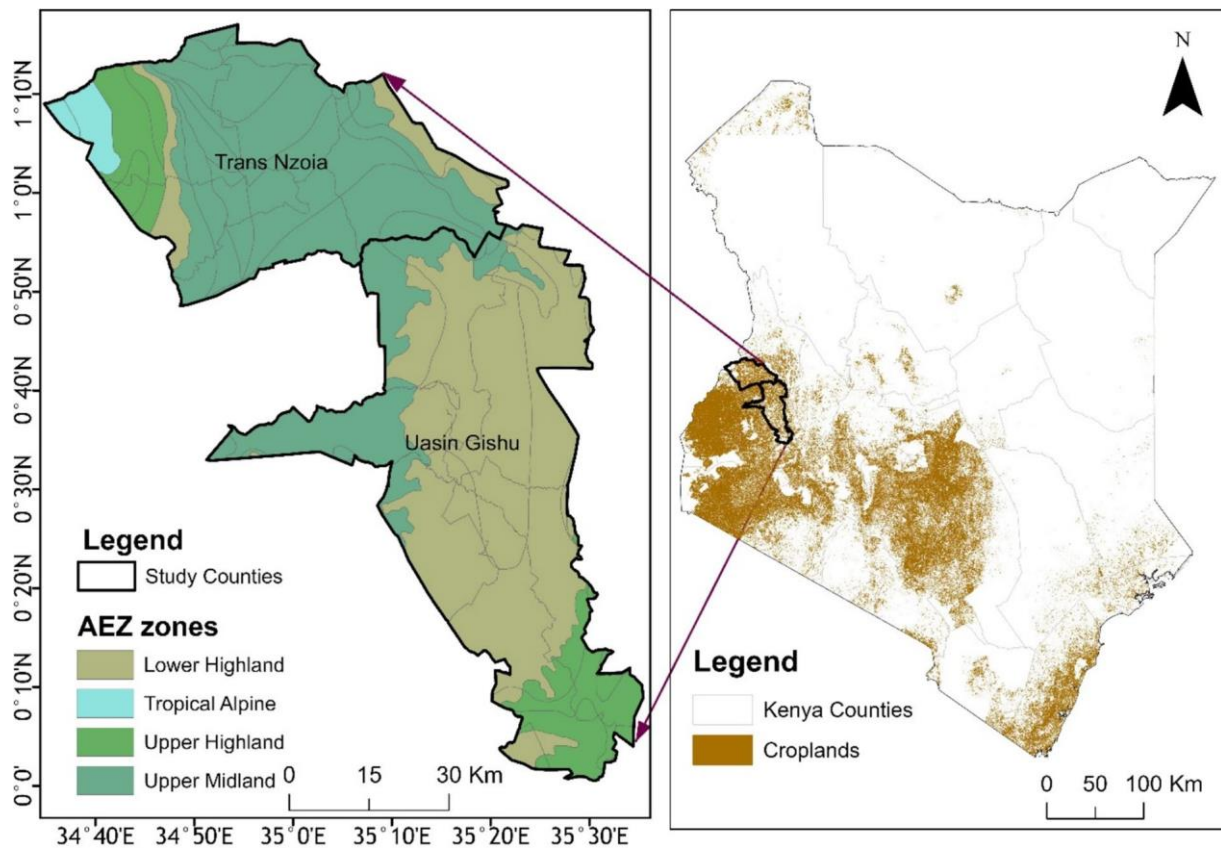 1°10'N
1°0'N
0°50'N
0°40'N
0°30'N
0°20'N
0°10'N
0°0'
Trans Nzoia
Uasin Gishu
Legend
Study Counties
AEZ zones
Lower Highland
Tropical Alpine
Upper Highland
Upper Midland
0 15 30 Km
34°40'E 34°50'E 35°0'E 35°10'E 35°20'E 35°30'E
N
Legend
Kenya Counties
Croplands
0 50 100 Km